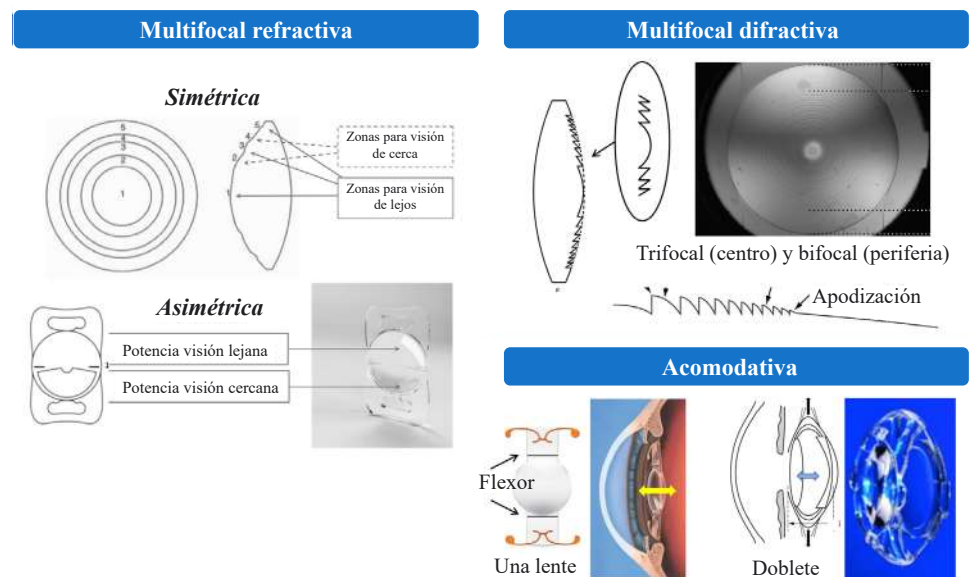 Multifocal refractiva
Simétrica
5
4
3
2
1
5
4
3
2
1
Zonas para visión
de cerca
Zonas para visión
de lejos
Asimétrica
Potencia visión lejana
Potencia visión cercana
Multifocal difractiva
Trifocal (centro) y bifocal (periferia)
Apodización
Acomodativa
Flexor
Una lente
Doblete